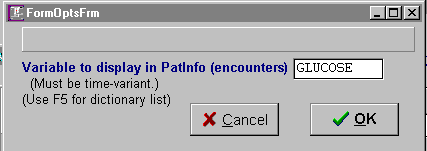 FormOptsFrm
Variable to display in PatInfo (encounters) GLUCOSE
(Must be time-variant.)
(Use F5 for dictionary list)
Cancel OK